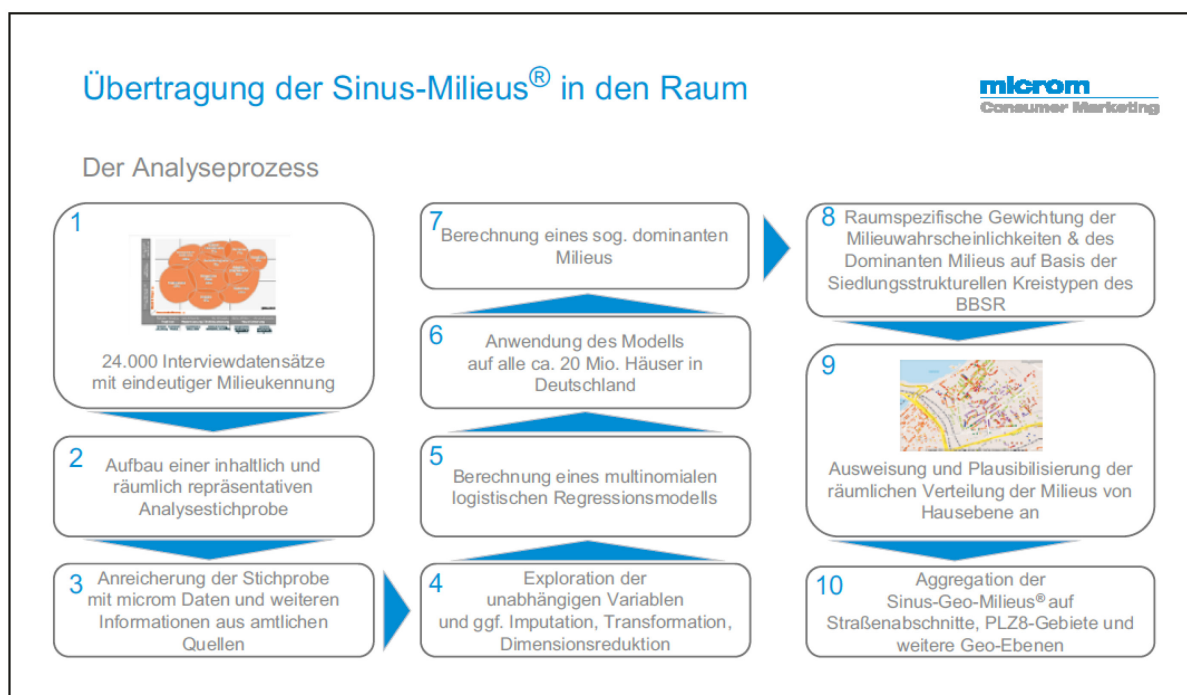 Übertragung der Sinus-Milieus® in den Raum
microm
Consumer Marketing
Der Analyseprozess
1
24.000 Interviewdatensätze
mit eindeutiger Milieukennung
2
Aufbau einer inhaltlich und
räumlich repräsentativen
Analysestichprobe
3
Anreicherung der Stichprobe
mit microm Daten und weiteren
Informationen aus amtlichen
Quellen
4
Exploration der
unabhängigen Variablen
und ggf. Imputation, Transformation,
Dimensionsreduktion
5
Berechnung eines multinomialen
logistischen Regressionsmodells
6
Anwendung des Modells
auf alle ca. 20 Mio. Häuser in
Deutschland
7
Berechnung eines sog. dominanten
Milieus
8
Raumspezifische Gewichtung der
Milieuwahrscheinlichkeiten & des
Dominanten Milieus auf Basis der
Siedlungsstrukturellen Kreistypen des
BBSR
9
Ausweisung und Plausibilisierung der
räumlichen Verteilung der Milieus von
Hausebene an
10
Aggregation der
Sinus-Geo-Milieus® auf
Straßenabschnitte, PLZ8-Gebiete und
weitere Geo-Ebenen